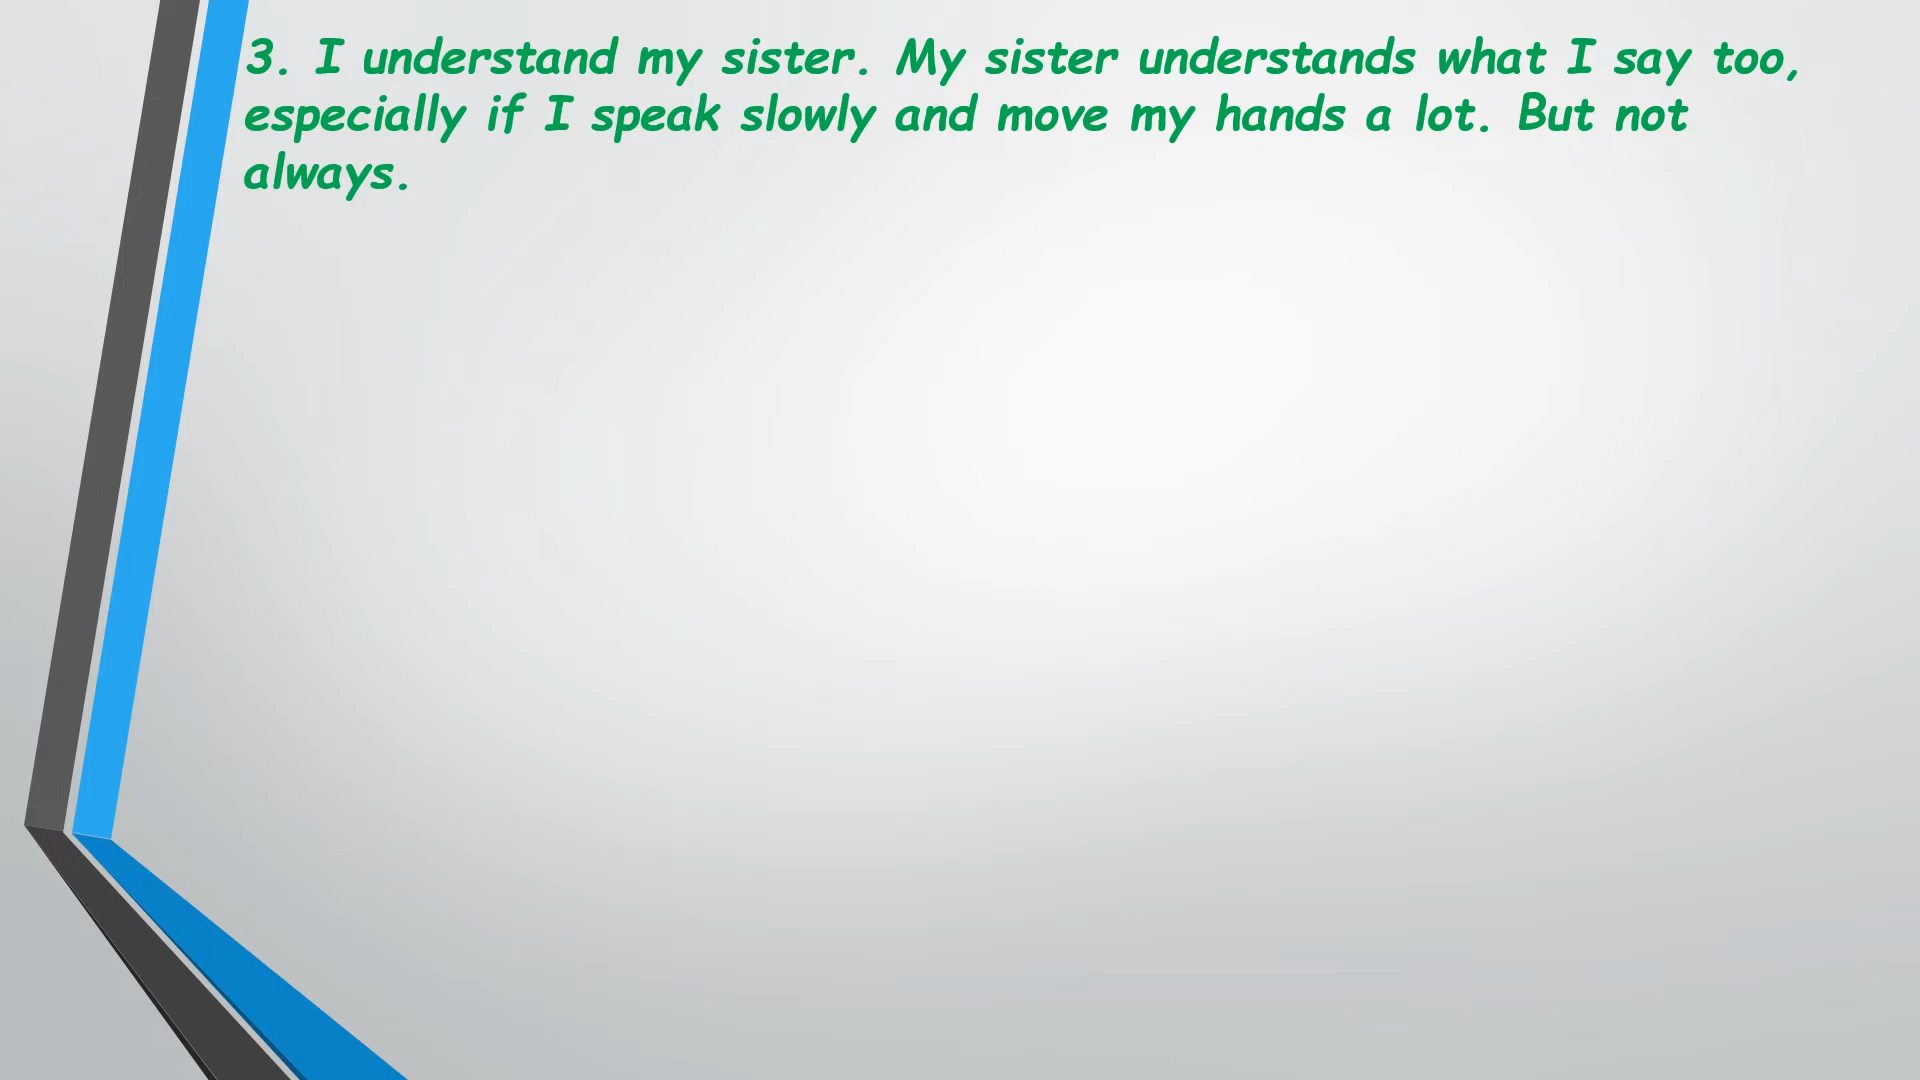 3. I understand my sister. My sister understands what I say too,
especially if I speak slowly and move my hands a lot. But not
always.